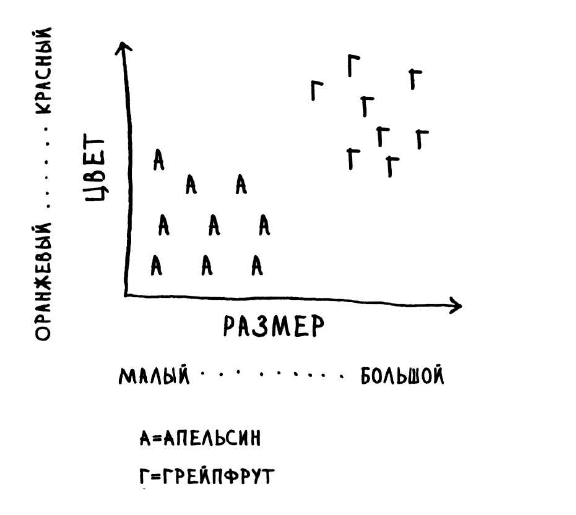 КРАСНЫЙ
ОРАНЖЕВЫЙ
ЦВЕТ
Г
Г Г
Г
Г Г
Г Г
А
А А
А А А
А А А
РАЗМЕР
МАЛЫЙ ......... БОЛЬШОЙ
А=АПЕЛЬСИН
Г=ГРЕЙПФРУТ